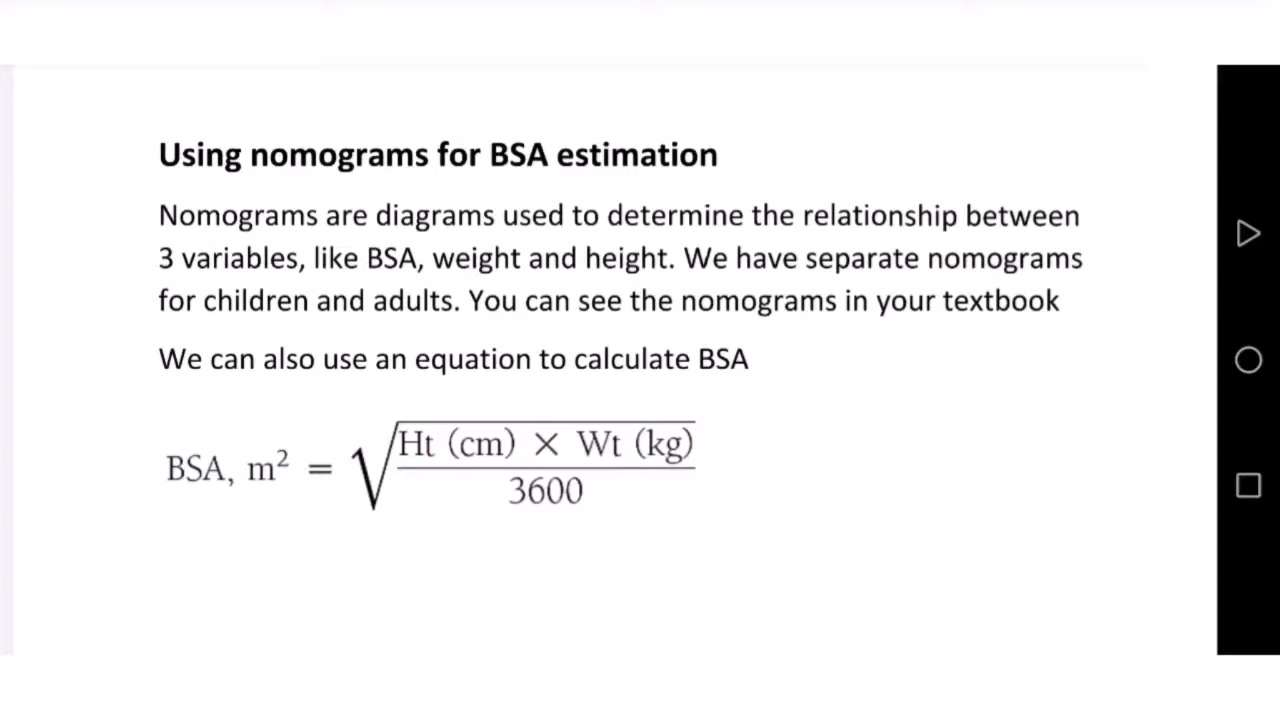 Using nomograms for BSA estimation
Nomograms are diagrams used to determine the relationship between
3 variables, like BSA, weight and height. We have separate nomograms
for children and adults. You can see the nomograms in your textbook
We can also use an equation to calculate BSA
BSA, m² = √(Ht (cm) × Wt (kg) / 3600)